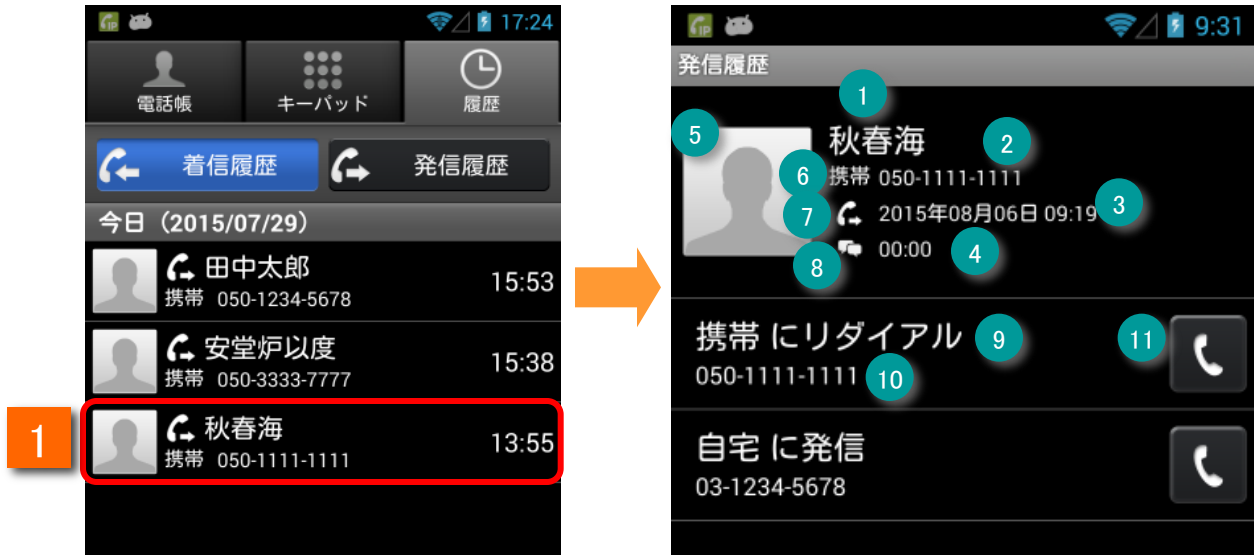 17:24
電話帳
キーパッド
履歴
着信履歴
発信履歴
今日（2015/07/29）
田中太郎
携帯 050-1234-5678
15:53
安堂炉以度
携帯 050-3333-7777
15:38
1
秋春海
携帯 050-1111-1111
13:55
9:31
発信履歴
1
5
秋春海
2
6
携帯 050-1111-1111
7
2015年08月06日 09:19
3
8
00:00
4
携帯 にリダイアル
9
11
050-1111-1111
10
自宅 に発信
03-1234-5678